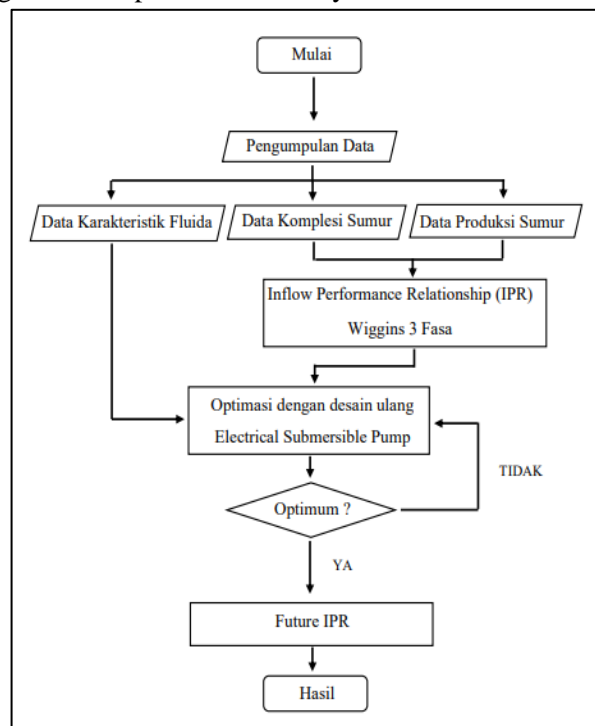 Mulai
Pengumpulan Data
Data Karakteristik Fluida
Data Komplesi Sumur
Data Produksi Sumur
Inflow Performance Relationship (IPR)
Wiggins 3 Fasa
Optimasi dengan desain ulang
Electrical Submersible Pump
TIDAK
Optimum ?
YA
Future IPR
Hasil